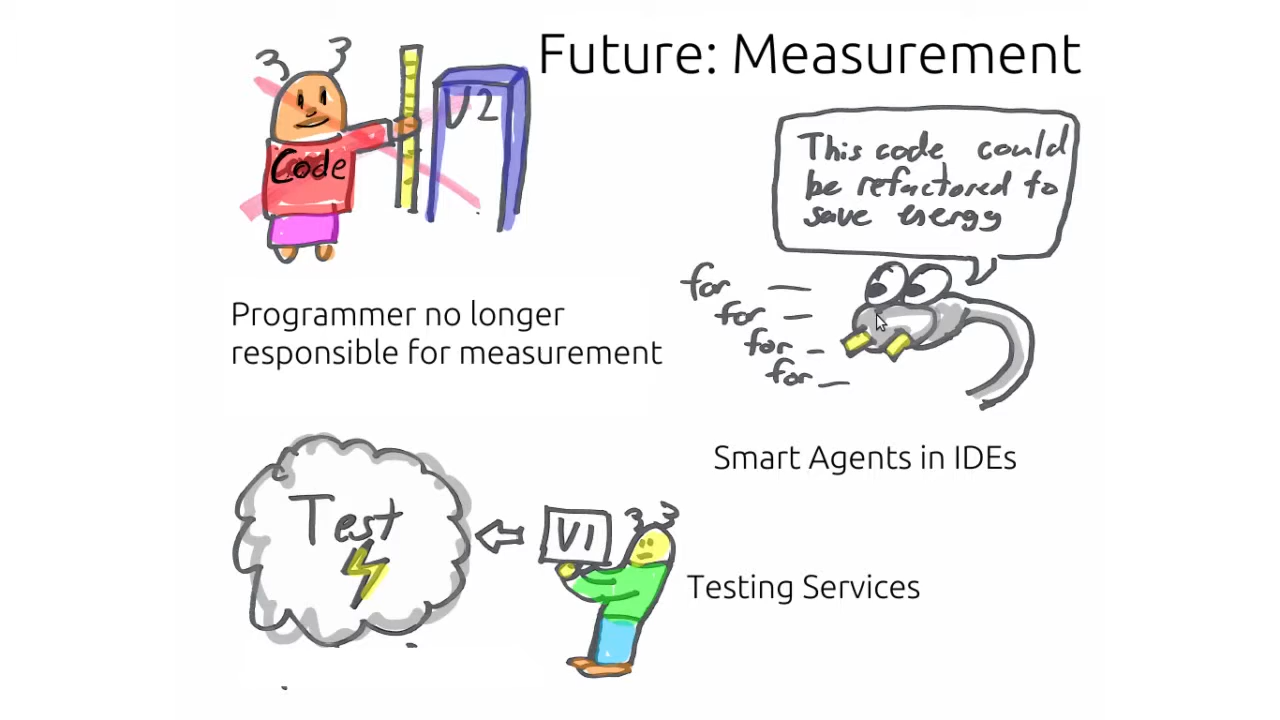 Future: Measurement
V2
Code
This code could
be refactored to
save energy
for
for
for
for
Programmer no longer
responsible for measurement
Smart Agents in IDEs
Test
V1
Testing Services